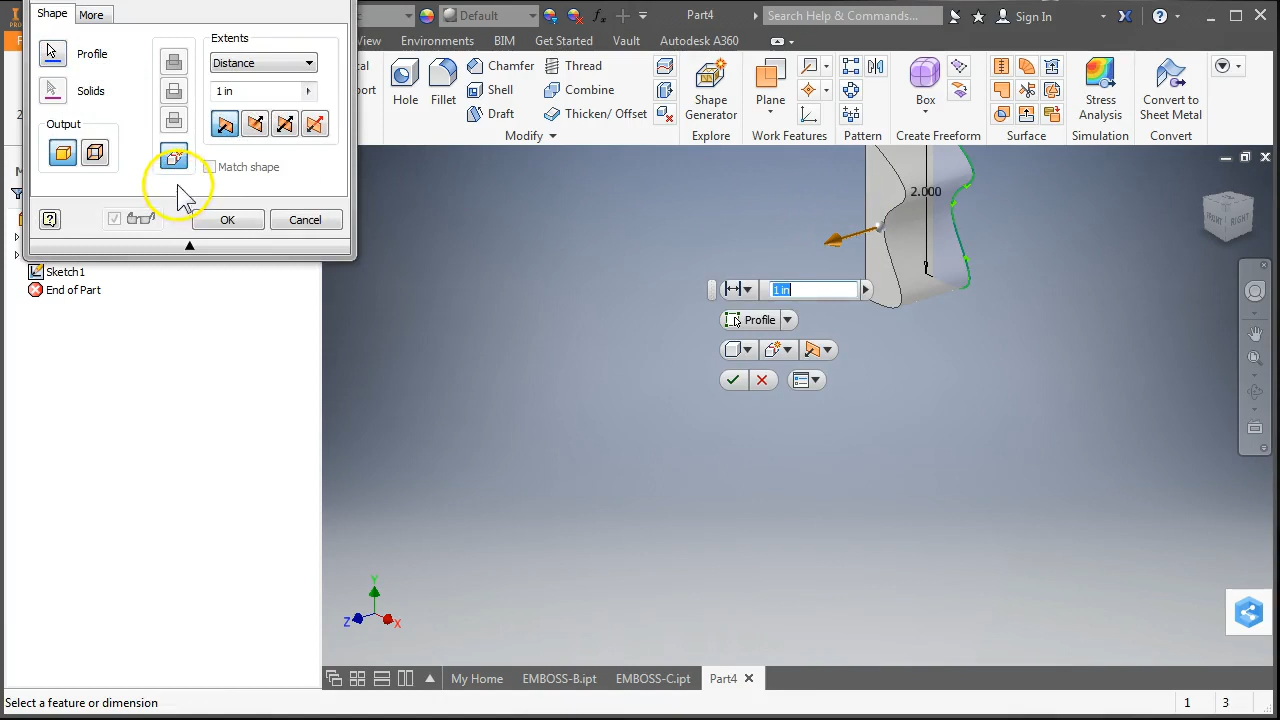 Default
Part4
Search Help & Commands...
Sign In
View
Environments
BIM
Get Started
Vault
Autodesk A360
Shape
More
Profile
Solids
Output
Extents
Distance
1 in
Match shape
OK
Cancel
Hole
Fillet
Chamfer
Shell
Draft
Thread
Combine
Thicken/ Offset
Modify
Shape
Generator
Explore
Plane
Work Features
Pattern
Box
Create Freeform
Surface
Stress
Analysis
Simulation
Convert to
Sheet Metal
Convert
Sketch1
End of Part
2.000
FRONT
RIGHT
1 in
Profile
Y
Z
X
My Home
EMBOSS-B.ipt
EMBOSS-C.ipt
Part4
Select a feature or dimension
1
3